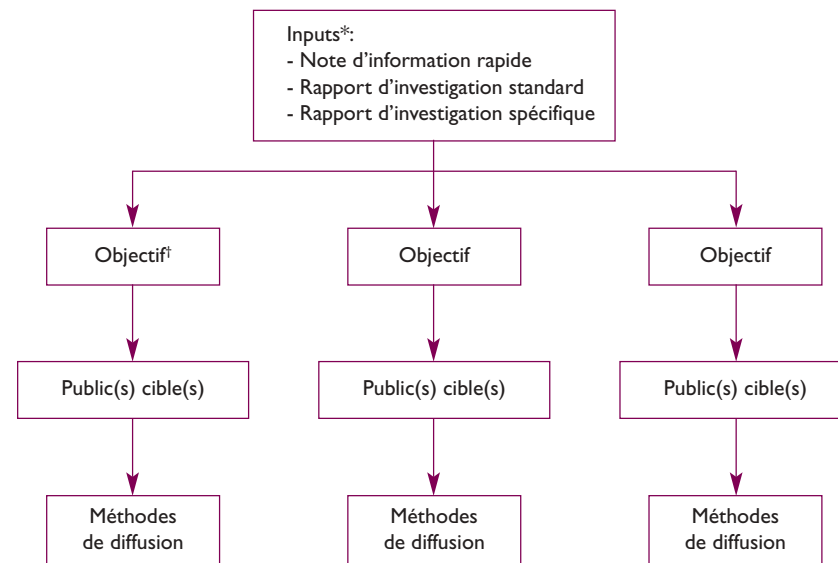 Inputs*:
- Note d’information rapide
- Rapport d’investigation standard
- Rapport d’investigation spécifique
Objectif†
Objectif
Objectif
Public(s) cible(s)
Public(s) cible(s)
Public(s) cible(s)
Méthodes
de diffusion
Méthodes
de diffusion
Méthodes
de diffusion